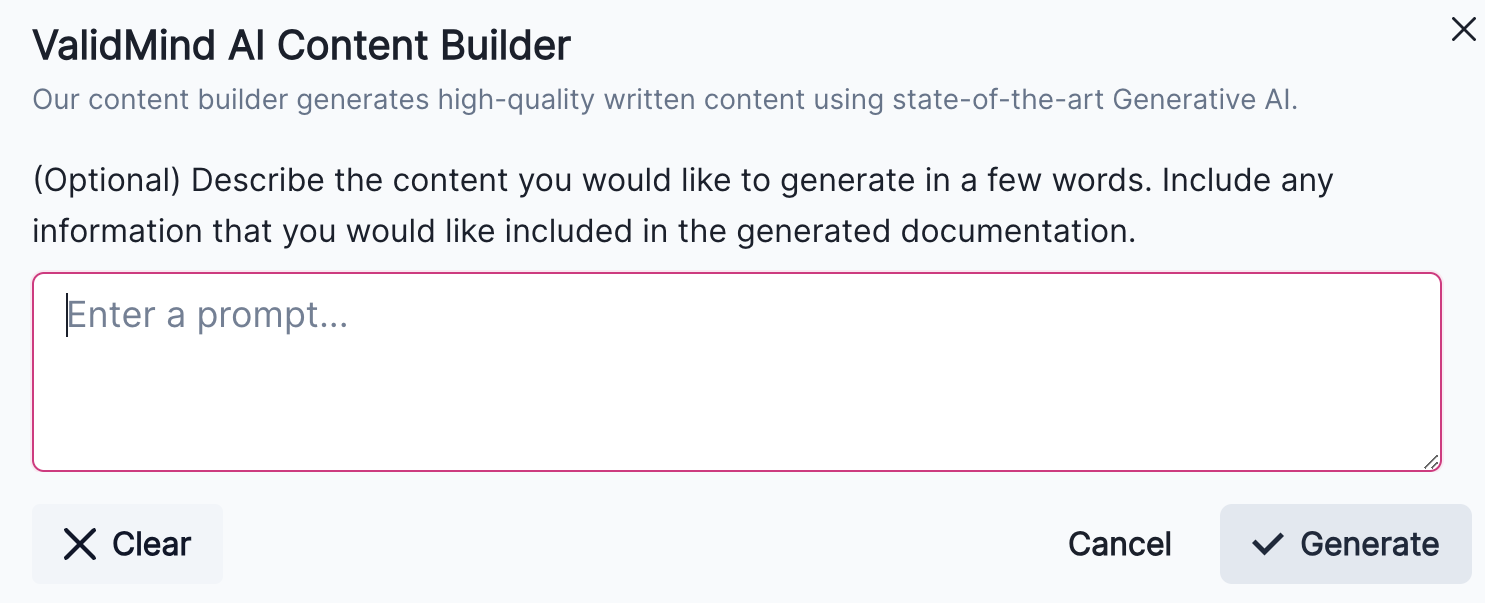 ValidMind AI Content Builder
Our content builder generates high-quality written content using state-of-the-art Generative AI.
(Optional) Describe the content you would like to generate in a few words. Include any
information that you would like included in the generated documentation.
Enter a prompt...
Clear
Cancel
Generate